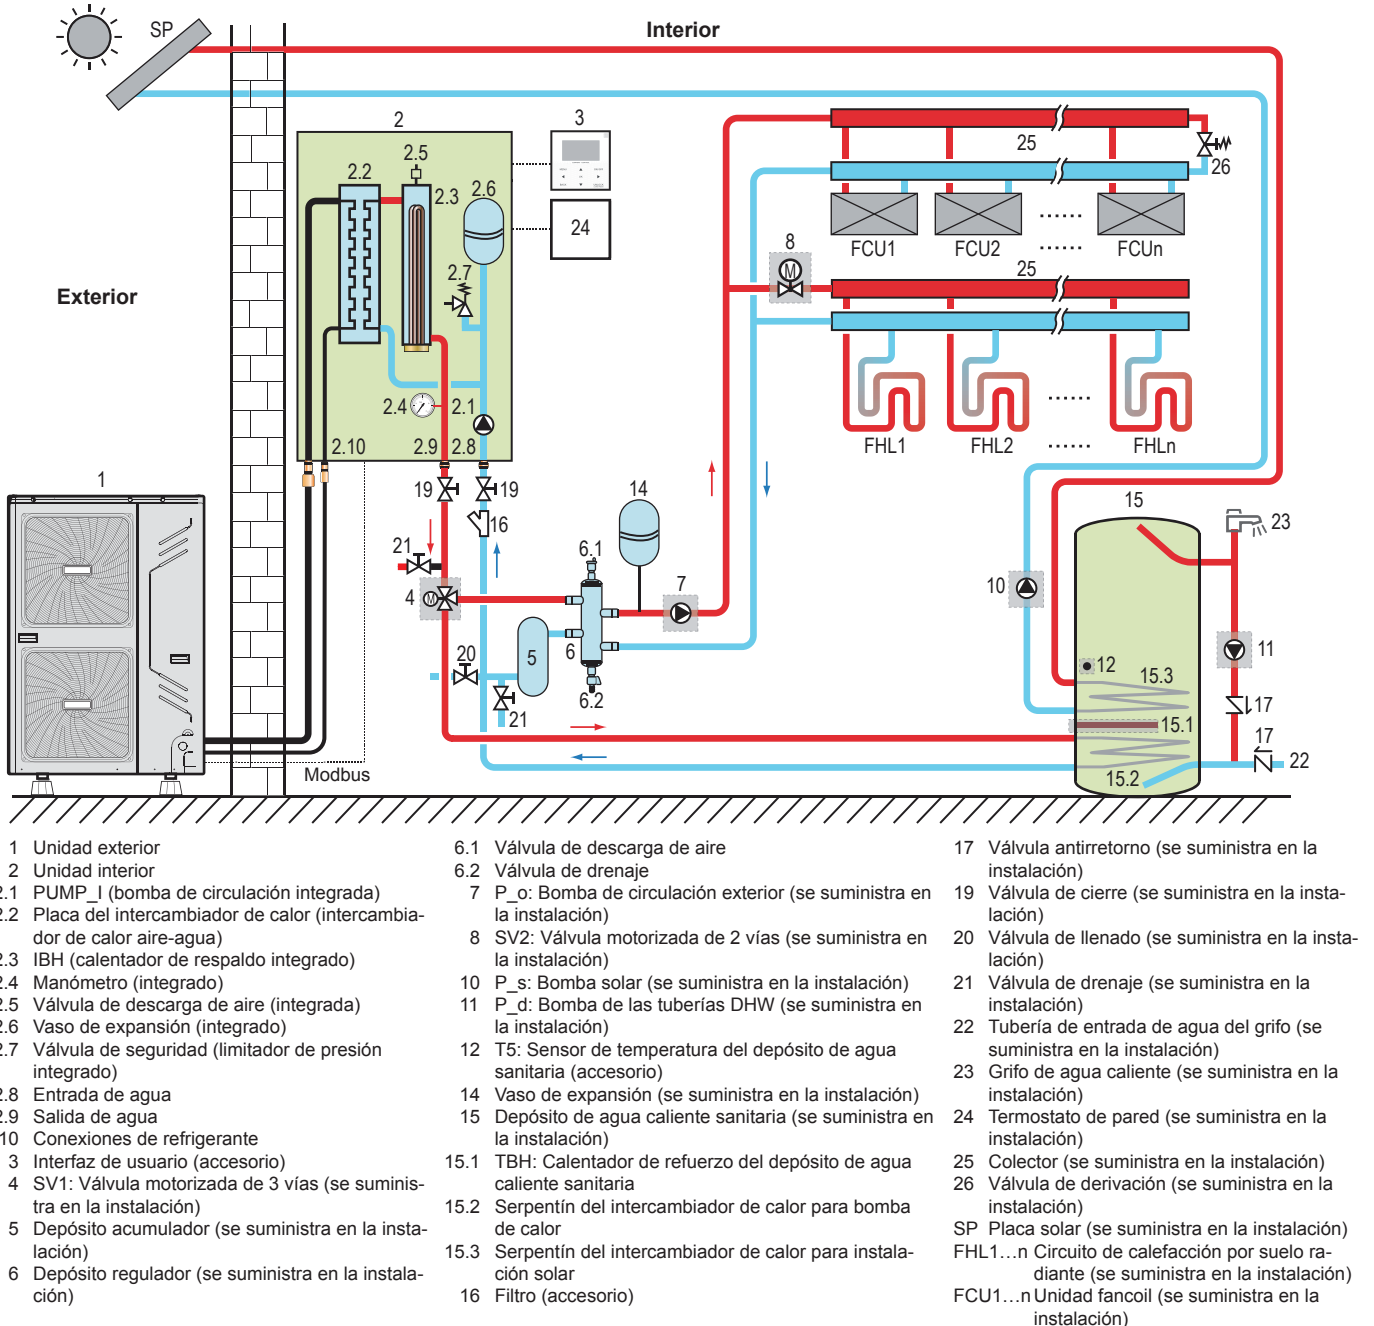 SP
Interior
2
3
2.5
2.2
2.3
2.6
25
26
24
8
FCU1
FCU2
......
FCUn
......
2.7
25
Exterior
2.4
2.1
......
FHL1
FHL2
......
FHLn
2.10
2.9
2.8
1
19
19
14
15
16
23
21
6.1
4
7
10
20
5
6
12
15.3
11
6.2
21
15.1
17
17
Modbus
15.2
22
1 Unidad exterior
2 Unidad interior
2.1 PUMP_I (bomba de circulación integrada)
2.2 Placa del intercambiador de calor (intercambia-
dor de calor aire-agua)
2.3 IBH (calentador de respaldo integrado)
2.4 Manómetro (integrado)
2.5 Válvula de descarga de aire (integrada)
2.6 Vaso de expansión (integrado)
2.7 Válvula de seguridad (limitador de presión
integrado)
2.8 Entrada de agua
2.9 Salida de agua
10 Conexiones de refrigerante
3 Interfaz de usuario (accesorio)
4 SV1: Válvula motorizada de 3 vías (se suminis-
tra en la instalación)
5 Depósito acumulador (se suministra en la insta-
lación)
6 Depósito regulador (se suministra en la instala-
ción)
6.1 Válvula de descarga de aire
6.2 Válvula de drenaje
7 P_o: Bomba de circulación exterior (se suministra en
la instalación)
8 SV2: Válvula motorizada de 2 vías (se suministra en
la instalación)
10 P_s: Bomba solar (se suministra en la instalación)
11 P_d: Bomba de las tuberías DHW (se suministra en
la instalación)
12 T5: Sensor de temperatura del depósito de agua
sanitaria (accesorio)
14 Vaso de expansión (se suministra en la instalación)
15 Depósito de agua caliente sanitaria (se suministra en
la instalación)
15.1 TBH: Calentador de refuerzo del depósito de agua
caliente sanitaria
15.2 Serpentín del intercambiador de calor para bomba
de calor
15.3 Serpentín del intercambiador de calor para instala-
ción solar
16 Filtro (accesorio)
17 Válvula antirretorno (se suministra en la
instalación)
19 Válvula de cierre (se suministra en la insta-
lación)
20 Válvula de llenado (se suministra en la insta-
lación)
21 Válvula de drenaje (se suministra en la
instalación)
22 Tubería de entrada de agua del grifo (se
suministra en la instalación)
23 Grifo de agua caliente (se suministra en la
instalación)
24 Termostato de pared (se suministra en la
instalación)
25 Colector (se suministra en la instalación)
26 Válvula de derivación (se suministra en la
instalación)
SP Placa solar (se suministra en la instalación)
FHL1…n Circuito de calefacción por suelo ra-
diante (se suministra en la instalación)
FCU1…n Unidad fancoil (se suministra en la
instalación)